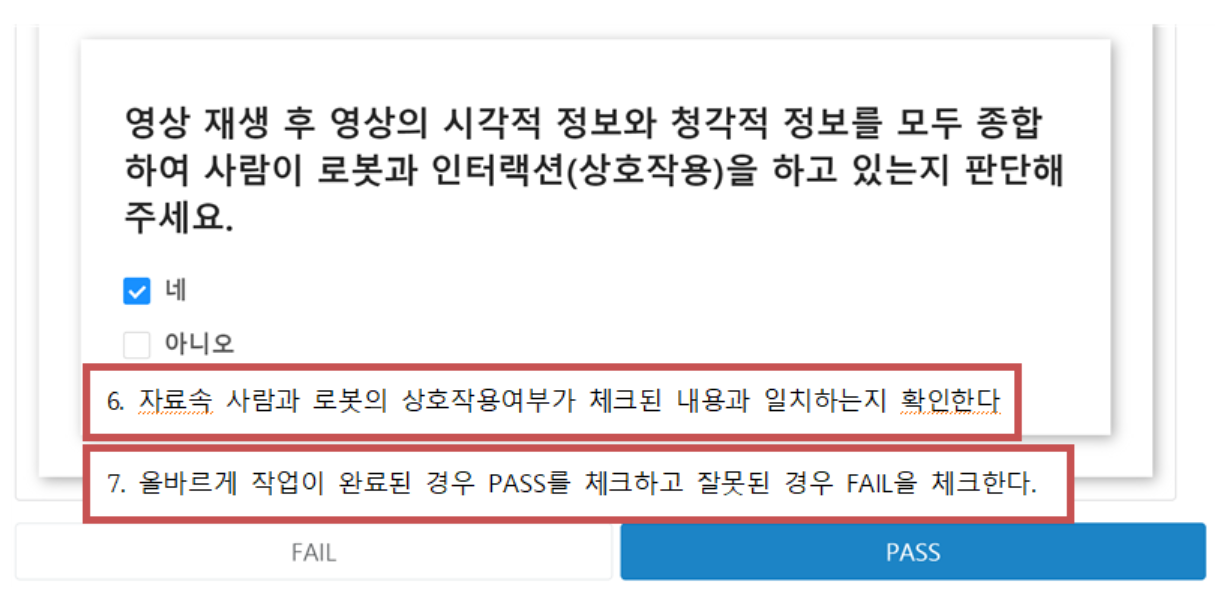 영상 재생 후 영상의 시각적 정보와 청각적 정보를 모두 종합
하여 사람이 로봇과 인터랙션(상호작용)을 하고 있는지 판단해
주세요.
네
아니오
6. 자료속 사람과 로봇의 상호작용여부가 체크된 내용과 일치하는지 확인한다
7. 올바르게 작업이 완료된 경우 PASS를 체크하고 잘못된 경우 FAIL을 체크한다.
FAIL
PASS